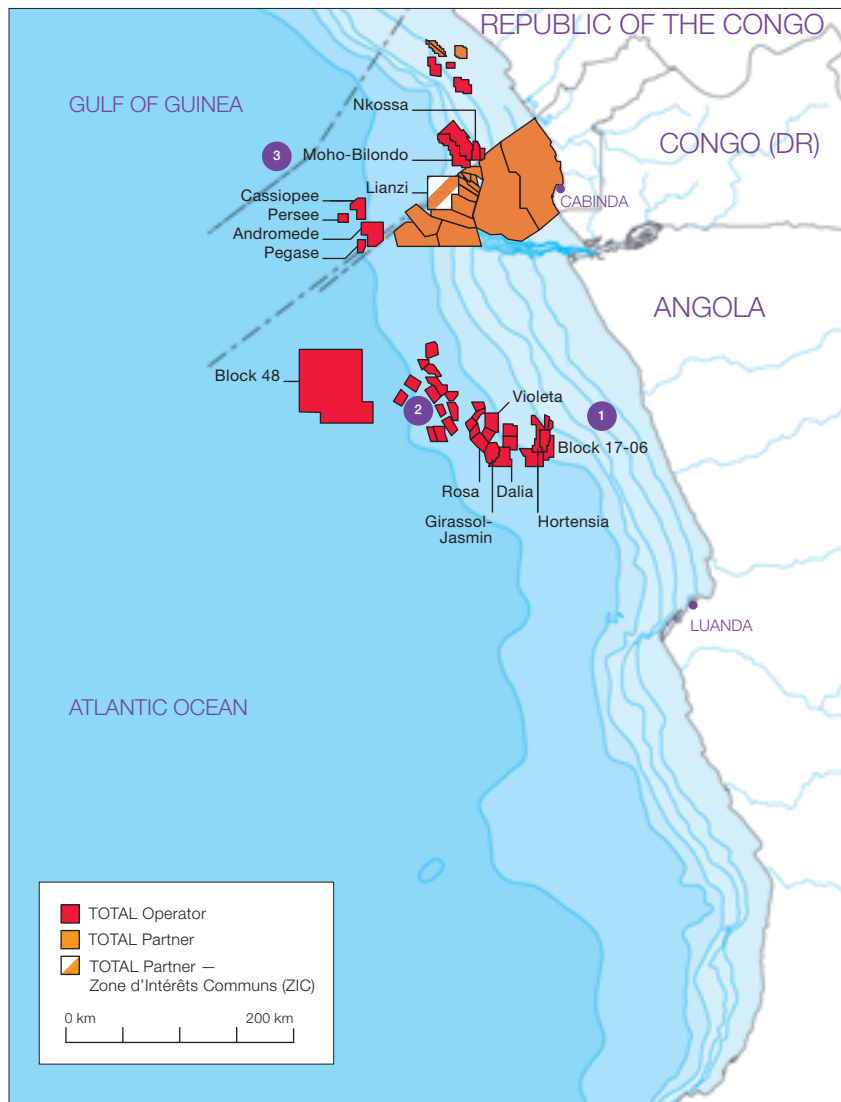 REPUBLIC OF THE CONGO
GULF OF GUINEA
Nkossa
CONGO (DR)
3
Moho-Bilondo
Lianzi
CABINDA
Cassiopee
Persee
Andromede
Pegase
ANGOLA
Block 48
Violeta
2
1
Block 17-06
Rosa
Dalia
Girassol-
Jasmin
Hortensia
LUANDA
ATLANTIC OCEAN
TOTAL Operator
TOTAL Partner
TOTAL Partner —
Zone d'Intérêts Communs (ZIC)
0 km
200 km